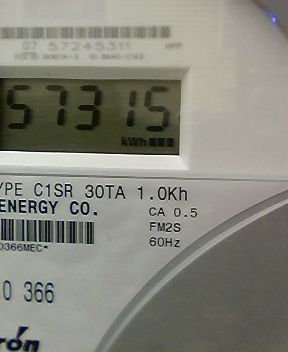 07 57245311
57315
kWh
YPE C1SR 30TA 1.0Kh
ENERGY CO.
CA 0.5
FM2S
60Hz
0366MEC*
0 366
rón